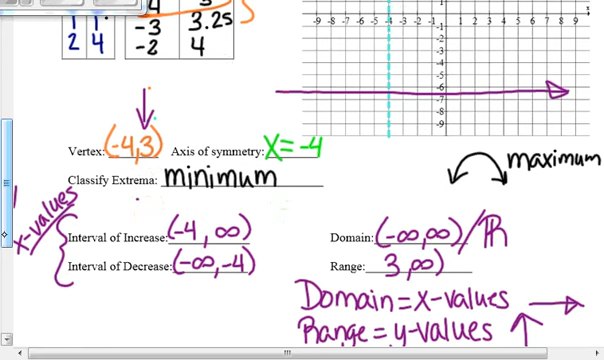 4
1 1 -3 3.25
2 4 -2 4
1
-9 -8 -7 -6 -5 -4 -3 -2 -1 1 2 3 4 5 6 7 8 9
-1
-2
-3
-4
-5
-6
-7
-8
-9
Vertex: (-4,3) Axis of symmetry: x = -4
maximum
Classify Extrema: minimum
x-values
Interval of Increase: (-4, ∞) Domain: (-∞,∞)/ℝ
Interval of Decrease: (-∞,-4) Range: 3,∞)
Domain = x-values
Range = y-values